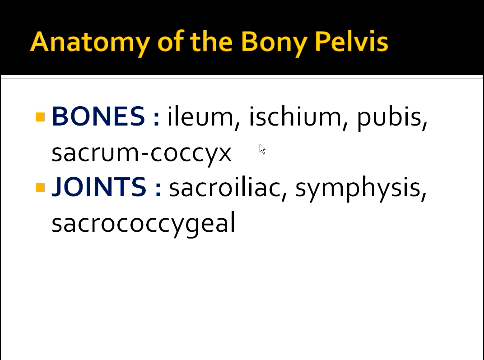 Anatomy of the Bony Pelvis
BONES : ileum, ischium, pubis,
sacrum-coccyx
JOINTS : sacroiliac, symphysis,
sacrococcygeal